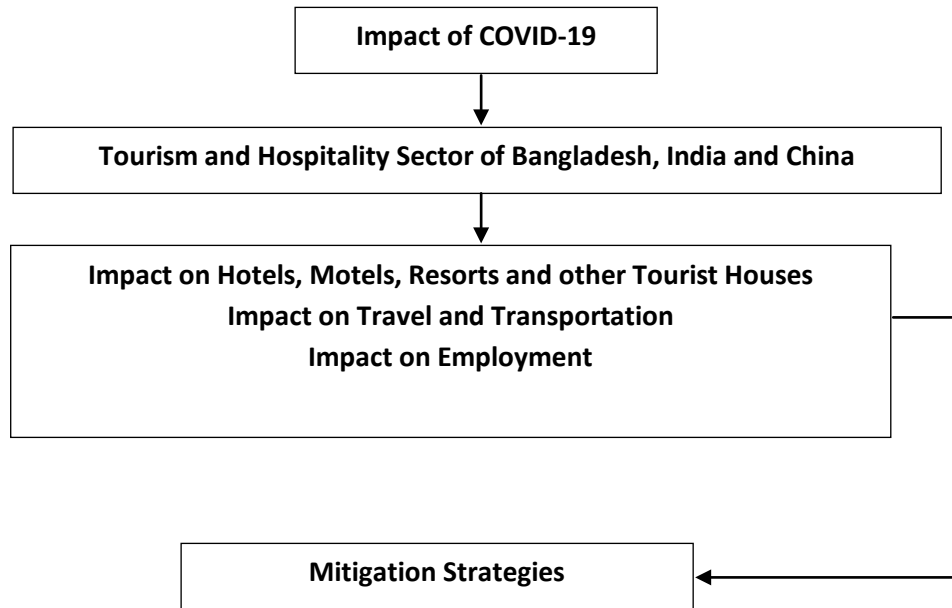 Impact of COVID-19
Tourism and Hospitality Sector of Bangladesh, India and China
Impact on Hotels, Motels, Resorts and other Tourist Houses
Impact on Travel and Transportation
Impact on Employment
Mitigation Strategies